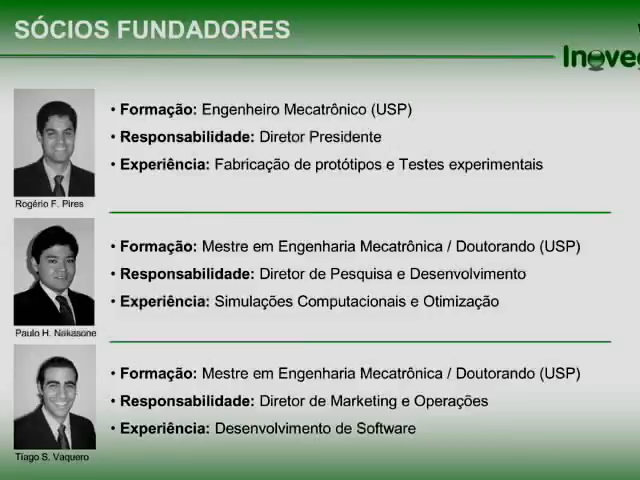 SÓCIOS FUNDADORES
• Formação: Engenheiro Mecatrônico (USP)
• Responsabilidade: Diretor Presidente
• Experiência: Fabricação de protótipos e Testes experimentais
Rogério F. Pires
• Formação: Mestre em Engenharia Mecatrônica / Doutorando (USP)
• Responsabilidade: Diretor de Pesquisa e Desenvolvimento
• Experiência: Simulações Computacionais e Otimização
Paulo H. Nakasone
• Formação: Mestre em Engenharia Mecatrônica / Doutorando (USP)
• Responsabilidade: Diretor de Marketing e Operações
• Experiência: Desenvolvimento de Software
Tiago S. Vaquero